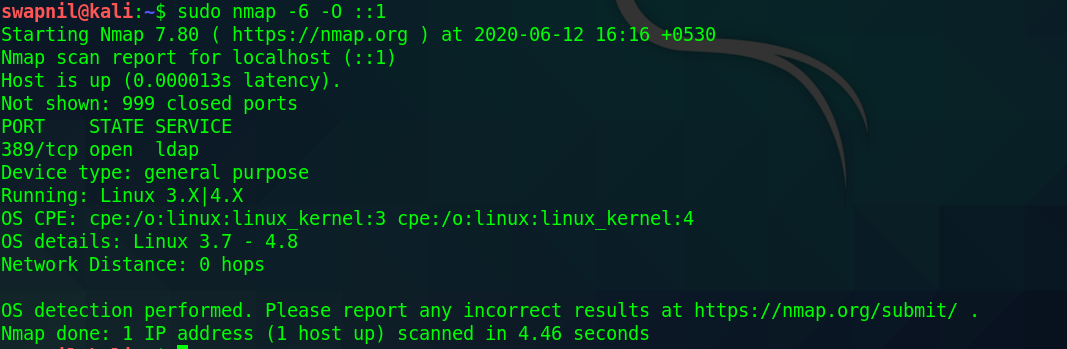 swapnil@kali:~$ sudo nmap -6 -O ::1
Starting Nmap 7.80 ( https://nmap.org ) at 2020-06-12 16:16 +0530
Nmap scan report for localhost (::1)
Host is up (0.000013s latency).
Not shown: 999 closed ports
PORT    STATE SERVICE
389/tcp open  ldap
Device type: general purpose
Running: Linux 3.X|4.X
OS CPE: cpe:/o:linux:linux_kernel:3 cpe:/o:linux:linux_kernel:4
OS details: Linux 3.7 - 4.8
Network Distance: 0 hops

OS detection performed. Please report any incorrect results at https://nmap.org/submit/ .
Nmap done: 1 IP address (1 host up) scanned in 4.46 seconds